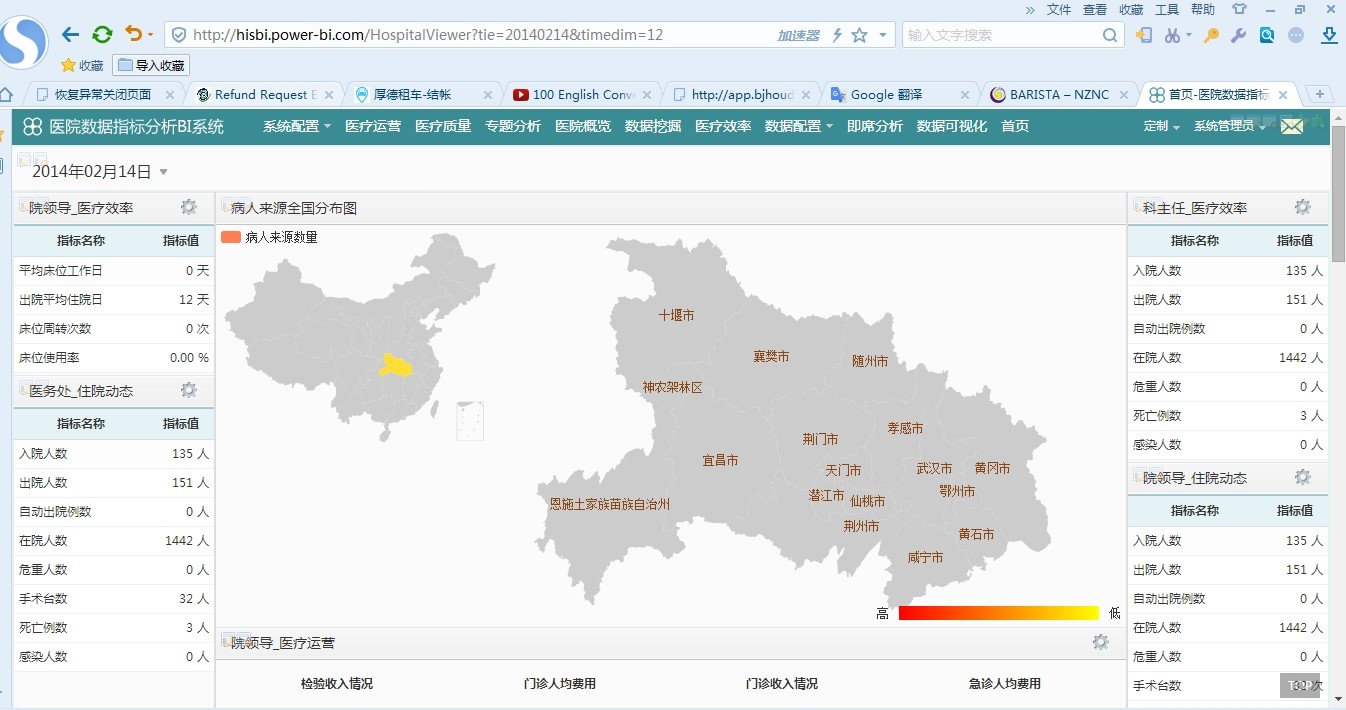 文件 查看 收藏 工具 帮助
http://hisbi.power-bi.com/HospitalViewer?tie=20140214&timedim=12
加速器
输入文字搜索
收藏 导入收藏
恢复异常关闭页面
Refund Request E
厚德租车-结帐
100 English Conv
http://app.bjhoud
Google 翻译
BARISTA – NZNC
首页-医院数据指标
医院数据指标分析BI系统
系统配置 医疗运营 医疗质量 专题分析 医院概览 数据挖掘 医疗效率 数据配置 即席分析 数据可视化 首页
定制 系统管理员
2014年02月14日
院领导_医疗效率
指标名称 指标值
平均床位工作日 0 天
出院平均住院日 12 天
床位周转次数 0 次
床位使用率 0.00 %
医务处_住院动态
指标名称 指标值
入院人数 135 人
出院人数 151 人
自动出院例数 0 人
在院人数 1442 人
危重人数 0 人
手术台数 32 人
死亡例数 3 人
感染人数 0 人
病人来源全国分布图
病人来源数量
十堰市
襄樊市
随州市
神农架林区
孝感市
荆门市
宜昌市
天门市
武汉市
黄冈市
鄂州市
潜江市
仙桃市
恩施土家族苗族自治州
荆州市
黄石市
咸宁市
高 低
院领导_医疗运营
检验收入情况 门诊人均费用 门诊收入情况 急诊人均费用
科主任_医疗效率
指标名称 指标值
入院人数 135 人
出院人数 151 人
自动出院例数 0 人
在院人数 1442 人
危重人数 0 人
死亡例数 3 人
感染人数 0 人
院领导_住院动态
指标名称 指标值
入院人数 135 人
出院人数 151 人
自动出院例数 0 人
在院人数 1442 人
危重人数 0 人
手术台数 次
TOP